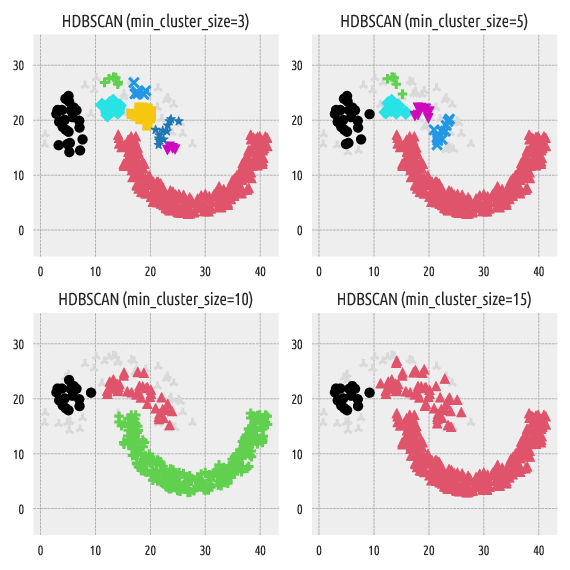 HDBSCAN (min_cluster_size=3)
HDBSCAN (min_cluster_size=5)
30
20
10
0
0 10 20 30 40
30
20
10
0
0 10 20 30 40
HDBSCAN (min_cluster_size=10)
HDBSCAN (min_cluster_size=15)
30
20
10
0
0 10 20 30 40
30
20
10
0
0 10 20 30 40